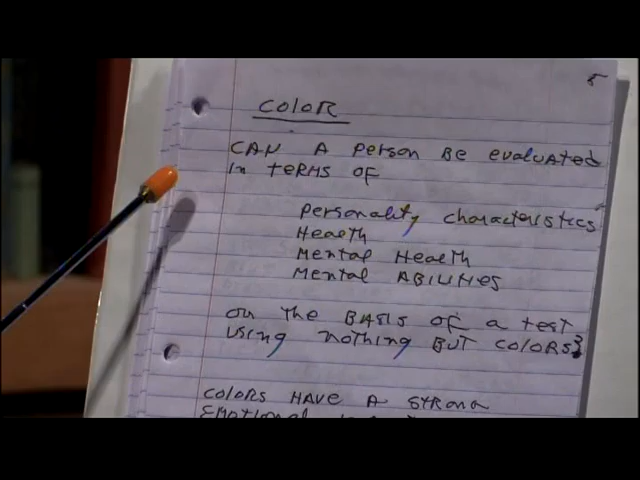 5
COLOR
CAN A Person Be evaluated
in TERMS OF
Personality characteristics
Health
Mental Health
Mental ABILITIES
ON the BASIS OF a test
USING NOTHING BUT COLORS?
COLORS HAVE A STRONG
EMOTIONAL